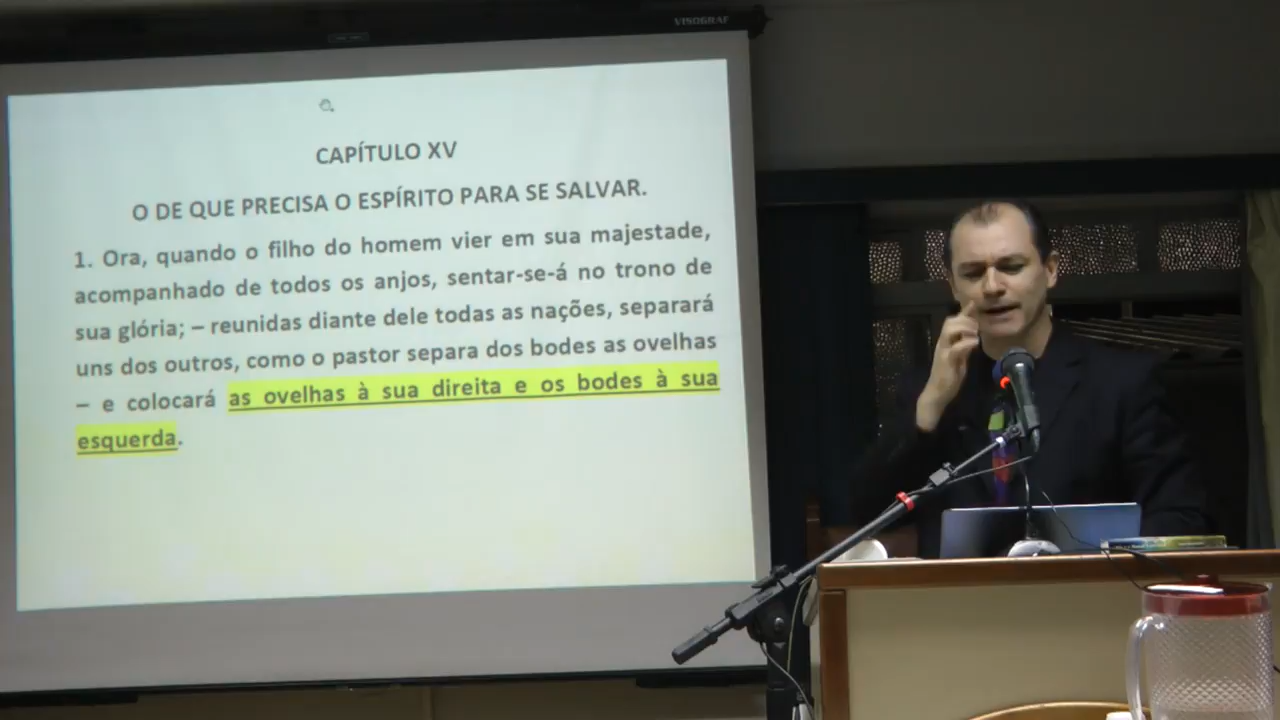 VISOGRAF
CAPÍTULO XV
O DE QUE PRECISA O ESPÍRITO PARA SE SALVAR.
1. Ora, quando o filho do homem vier em sua majestade,
acompanhado de todos os anjos, sentar-se-á no trono de
sua glória; – reunidas diante dele todas as nações, separará
uns dos outros, como o pastor separa dos bodes as ovelhas
– e colocará as ovelhas à sua direita e os bodes à sua
esquerda.